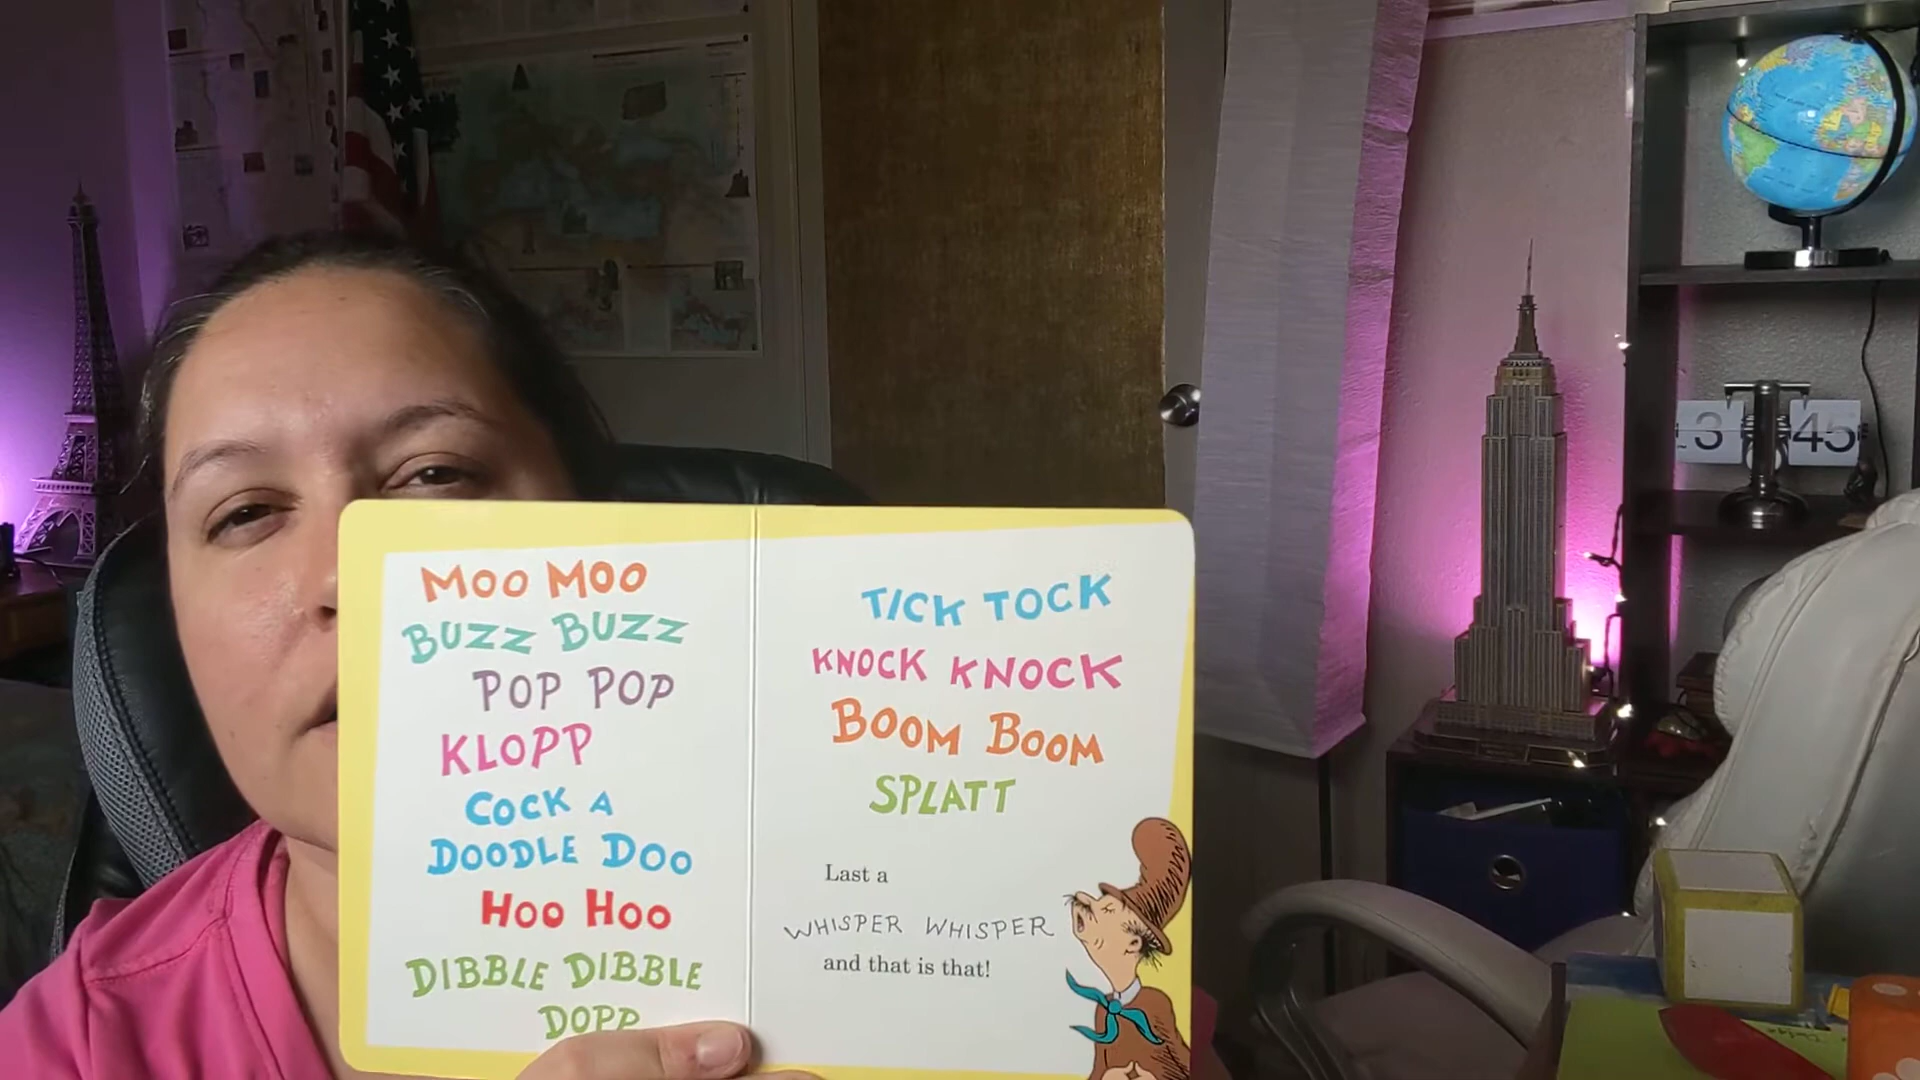 MOO MOO
BUZZ BUZZ
POP POP
KLOPP
COCK A
DOODLE DOO
HOO HOO
DIBBLE DIBBLE
DOPP
TICK TOCK
KNOCK KNOCK
BOOM BOOM
SPLATT
Last a
WHISPER WHISPER
and that is that!
3 45